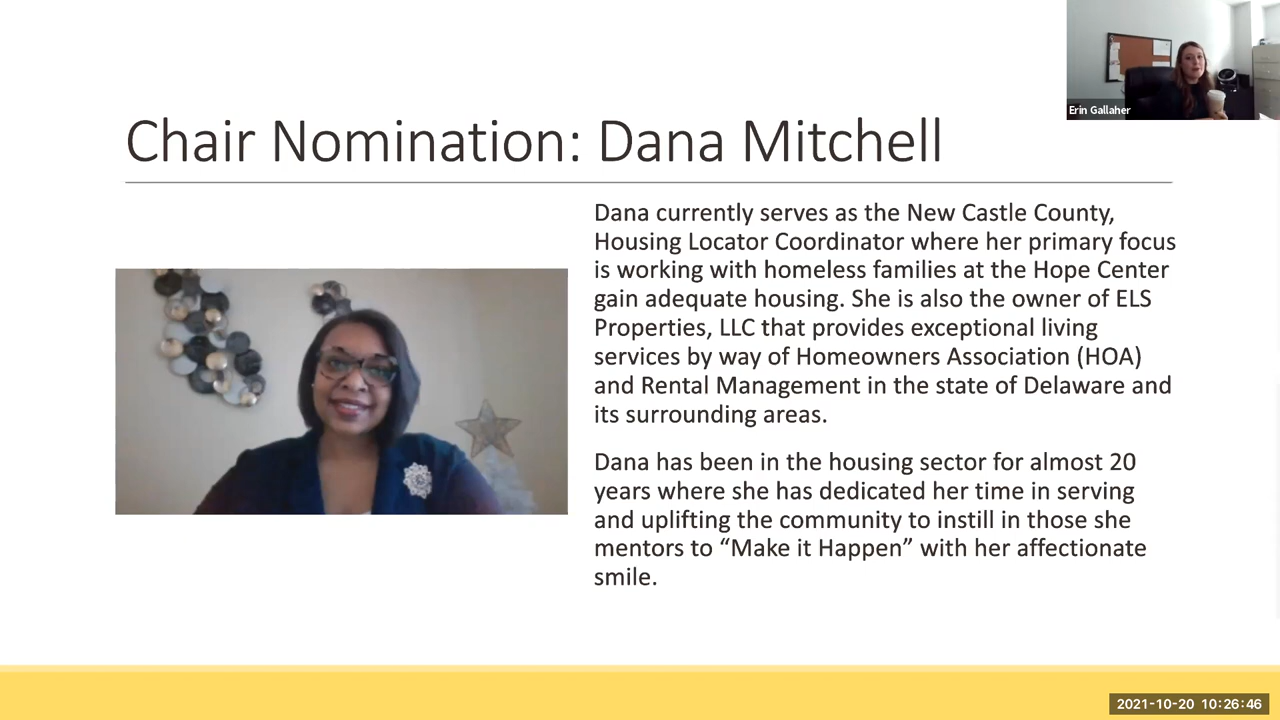 Erin Gallaher
Chair Nomination: Dana Mitchell
Dana currently serves as the New Castle County,
Housing Locator Coordinator where her primary focus
is working with homeless families at the Hope Center
gain adequate housing. She is also the owner of ELS
Properties, LLC that provides exceptional living
services by way of Homeowners Association (HOA)
and Rental Management in the state of Delaware and
its surrounding areas.
Dana has been in the housing sector for almost 20
years where she has dedicated her time in serving
and uplifting the community to instill in those she
mentors to “Make it Happen” with her affectionate
smile.
2021-10-20 10:26:46